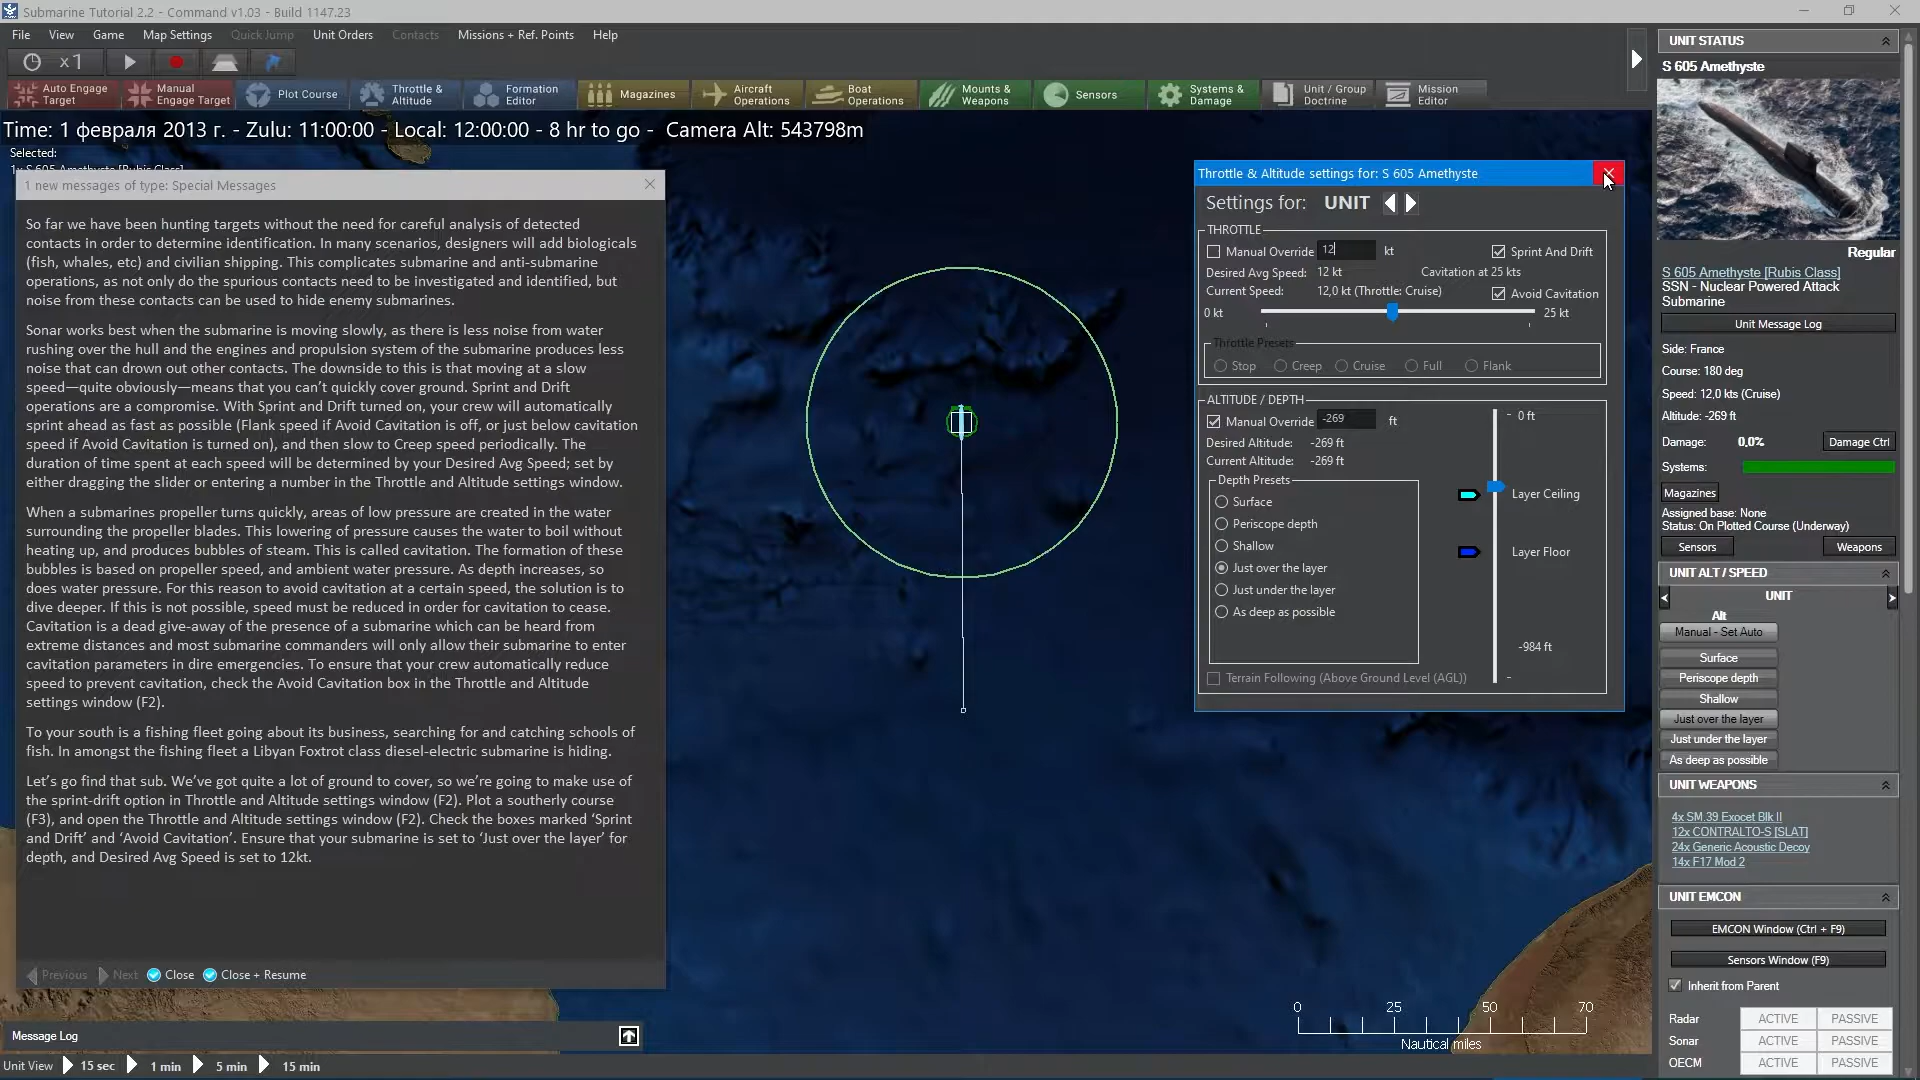 Submarine Tutorial 2.2 - Command v1.03 - Build 1147.23
File View Game Map Settings Quick Jump Unit Orders Contacts Missions + Ref. Points Help
x1
Auto Engage Target
Manual Engage Target
Plot Course
Throttle & Altitude
Formation Editor
Magazines
Aircraft Operations
Boat Operations
Mounts & Weapons
Sensors
Systems & Damage
Unit / Group Doctrine
Mission Editor
Time: 1 февраля 2013 г. - Zulu: 11:00:00 - Local: 12:00:00 - 8 hr to go - Camera Alt: 543798m
Selected:
1x S 605 Amethyste [Rubis Class]
1 new messages of type: Special Messages
So far we have been hunting targets without the need for careful analysis of detected
contacts in order to determine identification. In many scenarios, designers will add biologicals
(fish, whales, etc) and civilian shipping. This complicates submarine and anti-submarine
operations, as not only do the spurious contacts need to be investigated and identified, but
noise from these contacts can be used to hide enemy submarines.
Sonar works best when the submarine is moving slowly, as there is less noise from water
rushing over the hull and the engines and propulsion system of the submarine produces less
noise that can drown out other contacts. The downside to this is that moving at a slow
speed—quite obviously—means that you can't quickly cover ground. Sprint and Drift
operations are a compromise. With Sprint and Drift turned on, your crew will automatically
sprint ahead as fast as possible (Flank speed if Avoid Cavitation is off, or just below cavitation
speed if Avoid Cavitation is turned on), and then slow to Creep speed periodically. The
duration of time spent at each speed will be determined by your Desired Avg Speed; set by
either dragging the slider or entering a number in the Throttle and Altitude settings window.
When a submarines propeller turns quickly, areas of low pressure are created in the water
surrounding the propeller blades. This lowering of pressure causes the water to boil without
heating up, and produces bubbles of steam. This is called cavitation. The formation of these
bubbles is based on propeller speed, and ambient water pressure. As depth increases, so
does water pressure. For this reason to avoid cavitation at a certain speed, the solution is to
dive deeper. If this is not possible, speed must be reduced in order for cavitation to cease.
Cavitation is a dead give-away of the presence of a submarine which can be heard from
extreme distances and most submarine commanders will only allow their submarine to enter
cavitation parameters in dire emergencies. To ensure that your crew automatically reduce
speed to prevent cavitation, check the Avoid Cavitation box in the Throttle and Altitude
settings window (F2).
To your south is a fishing fleet going about its business, searching for and catching schools of
fish. In amongst the fishing fleet a Libyan Foxtrot class diesel-electric submarine is hiding.
Let's go find that sub. We've got quite a lot of ground to cover, so we're going to make use of
the sprint-drift option in Throttle and Altitude settings window (F2). Plot a southerly course
(F3), and open the Throttle and Altitude settings window (F2). Check the boxes marked 'Sprint
and Drift' and 'Avoid Cavitation'. Ensure that your submarine is set to 'Just over the layer' for
depth, and Desired Avg Speed is set to 12kt.
Previous Next Close Close + Resume
Message Log
Unit View 15 sec 1 min 5 min 15 min
Throttle & Altitude settings for: S 605 Amethyste
Settings for: UNIT
THROTTLE
Manual Override 12 kt Sprint And Drift
Desired Avg Speed: 12 kt Cavitation at 25 kts
Current Speed: 12,0 kt (Throttle: Cruise) Avoid Cavitation
0 kt 25 kt
Throttle Presets
Stop Creep Cruise Full Flank
ALTITUDE / DEPTH
Manual Override -269 ft
Desired Altitude: -269 ft
Current Altitude: -269 ft
Depth Presets
Surface
Periscope depth
Shallow
Just over the layer
Just under the layer
As deep as possible
- 0 ft
Layer Ceiling
Layer Floor
-984 ft
-
Terrain Following (Above Ground Level (AGL))
0 25 50 70
Nautical miles
UNIT STATUS
S 605 Amethyste
Regular
S 605 Amethyste [Rubis Class]
SSN - Nuclear Powered Attack
Submarine
Unit Message Log
Side: France
Course: 180 deg
Speed: 12,0 kts (Cruise)
Altitude: -269 ft
Damage: 0,0% Damage Ctrl
Systems:
Magazines
Assigned base: None
Status: On Plotted Course (Underway)
Sensors Weapons
UNIT ALT / SPEED
UNIT
Alt
Manual - Set Auto
Surface
Periscope depth
Shallow
Just over the layer
Just under the layer
As deep as possible
UNIT WEAPONS
4x SM.39 Exocet Blk II
12x CONTRALTO-S [SLAT]
24x Generic Acoustic Decoy
14x F17 Mod 2
UNIT EMCON
EMCON Window (Ctrl + F9)
Sensors Window (F9)
Inherit from Parent
Radar ACTIVE PASSIVE
Sonar ACTIVE PASSIVE
OECM ACTIVE PASSIVE